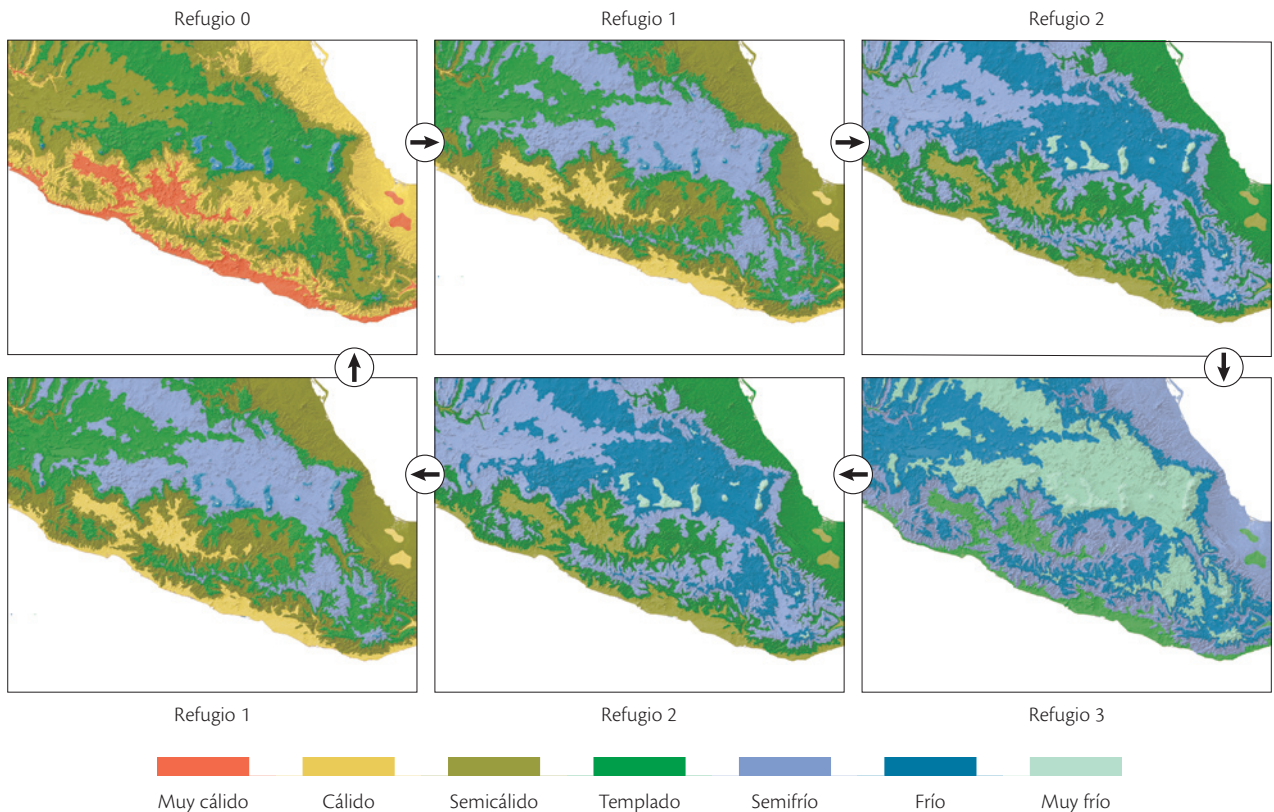 Refugio 0
Refugio 1
Refugio 2
Refugio 1
Refugio 2
Refugio 3
Muy cálido
Cálido
Semicálido
Templado
Semifrío
Frío
Muy frío